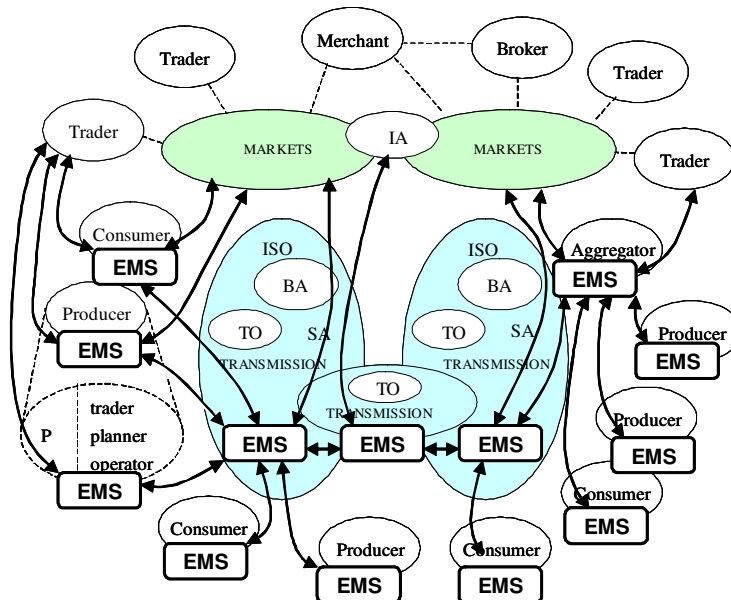 Merchant
Broker
Trader
Trader
Trader
IA
MARKETS
MARKETS
Trader
Consumer
EMS
ISO
ISO
Aggregator
EMS
BA
BA
Producer
EMS
TO
SA
TO
SA
Producer
EMS
TRANSMISSION
TRANSMISSION
TO
TRANSMISSION
trader
P
planner
operator
EMS
EMS
EMS
EMS
Producer
EMS
Consumer
EMS
Consumer
EMS
Producer
EMS
Consumer
EMS